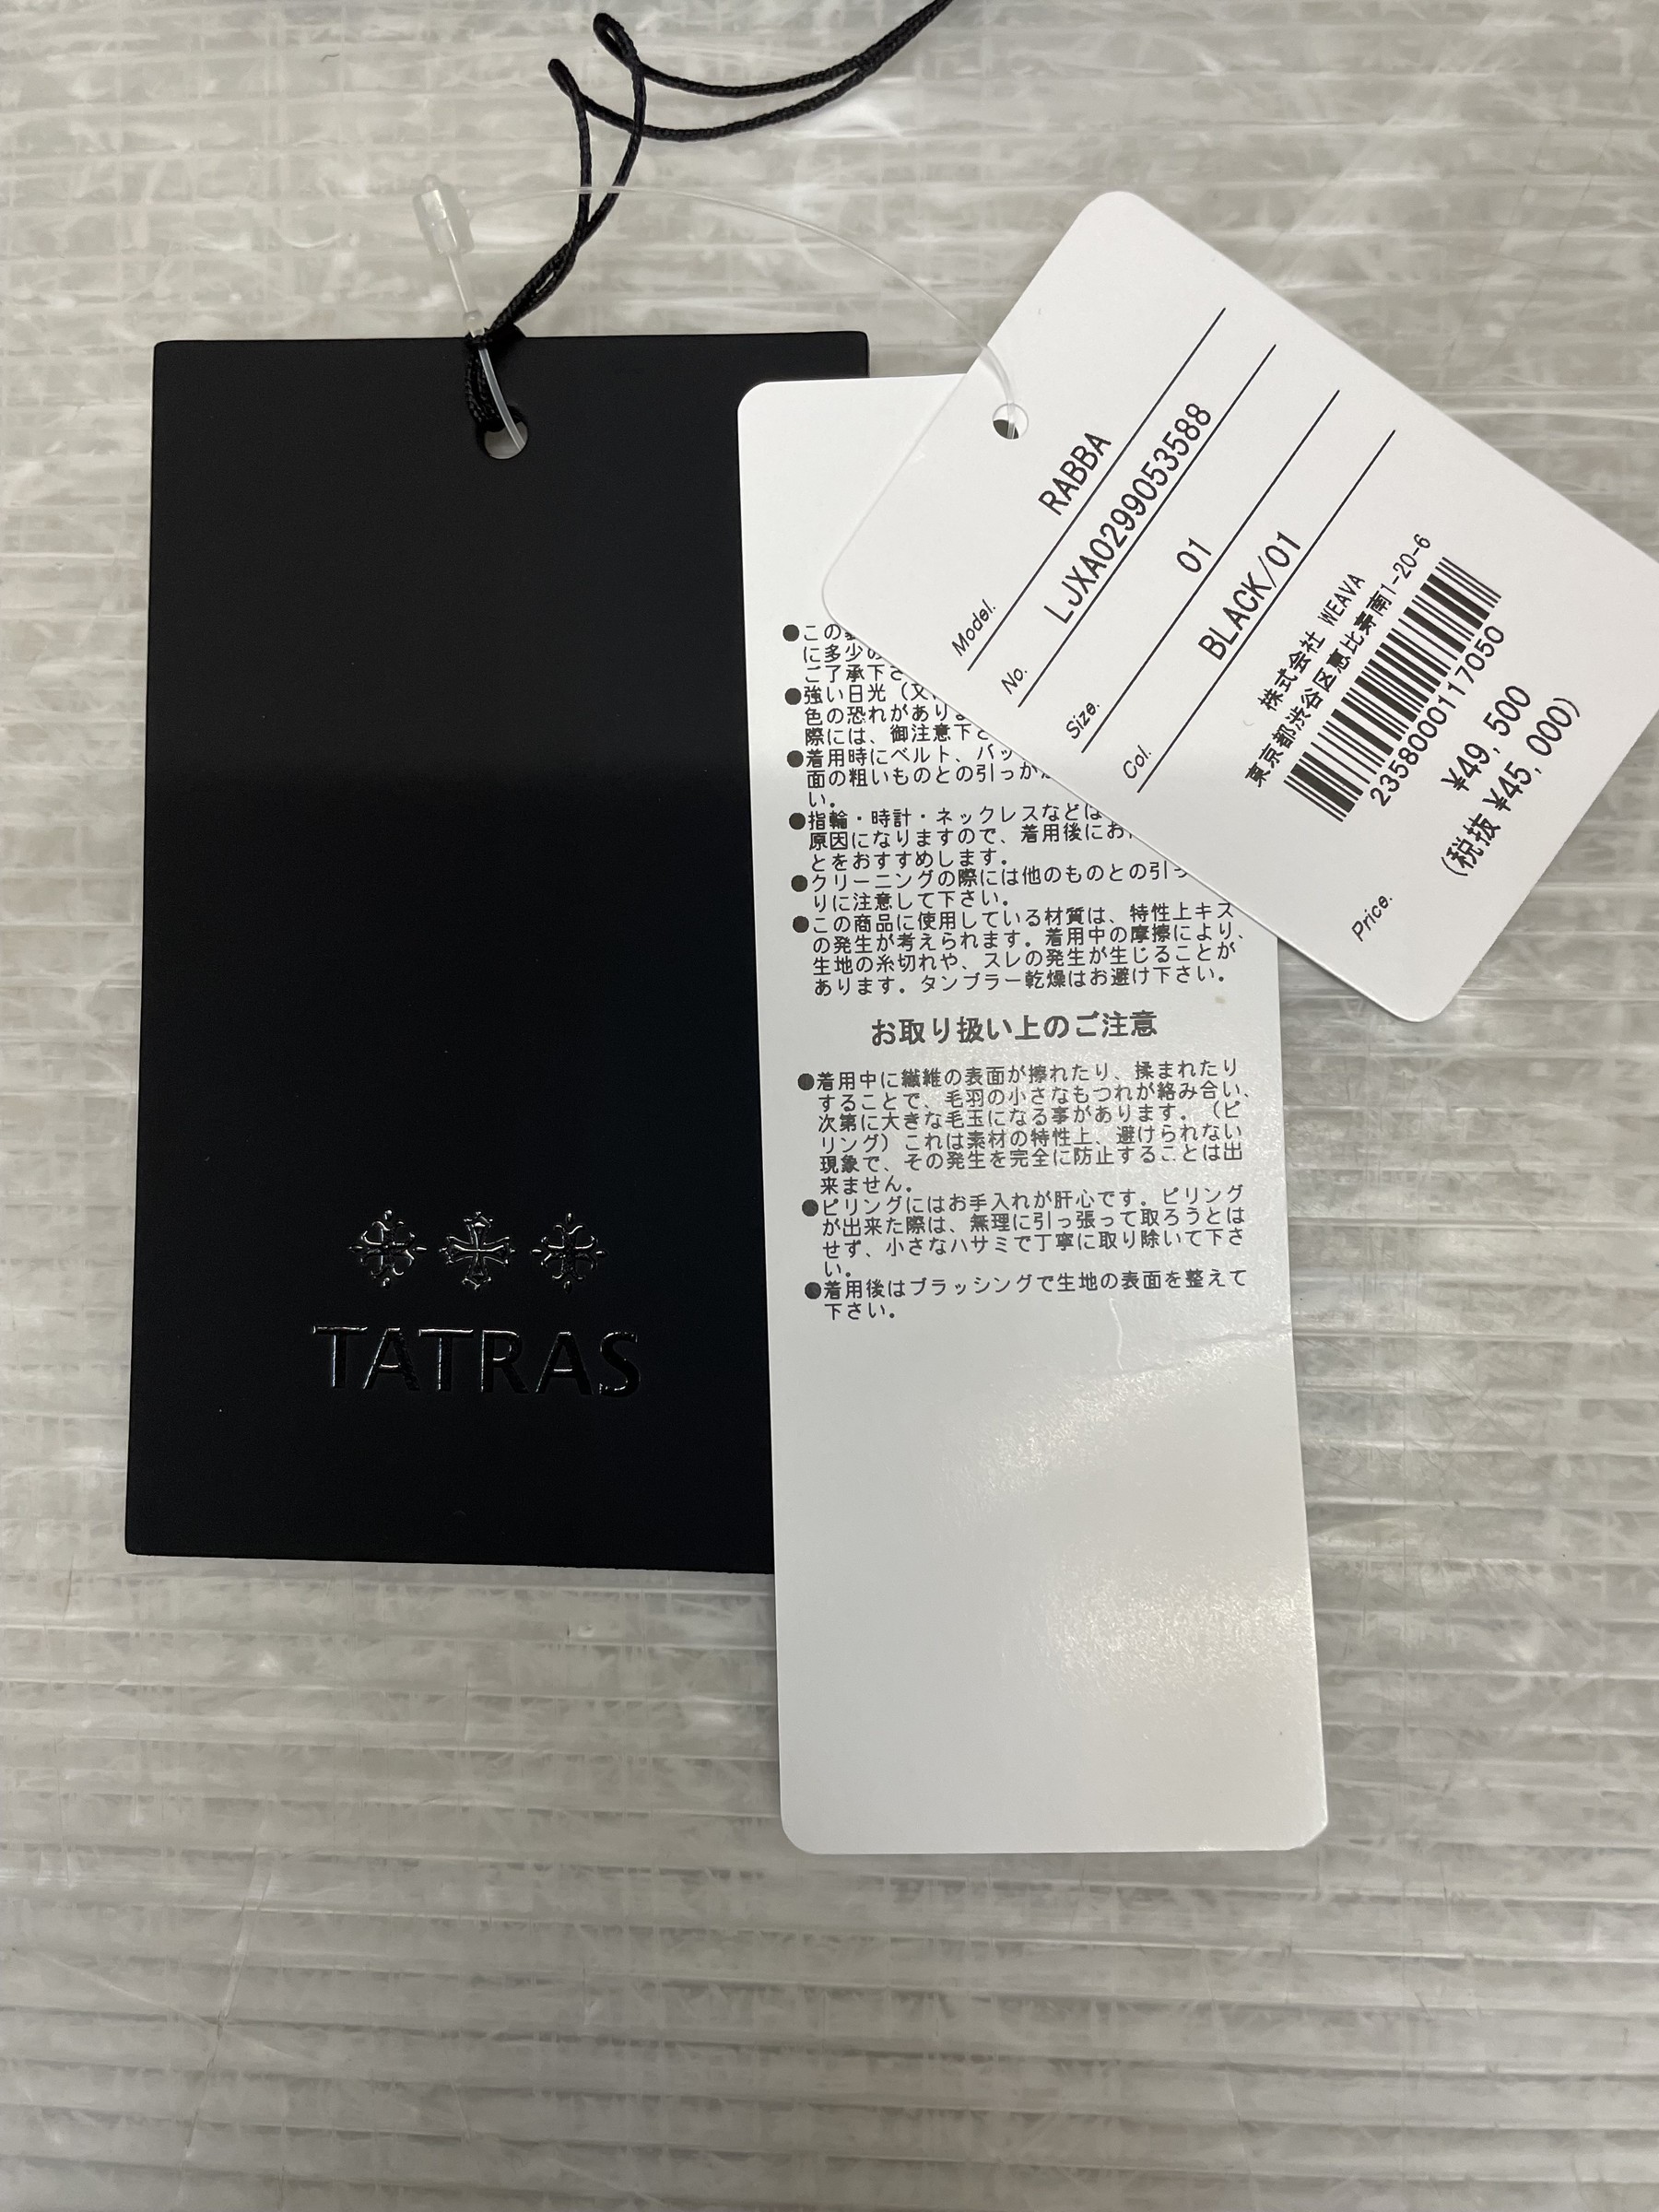 TATRAS
に多少の
ご了承下さ
●強い日光（又
色の恐れがあり
際には、御注意下さ
●着用時にベルト、バッ
面の粗いものとの引っか
い。
●指輪・時計・ネックレスなどは
原因になりますので、着用後にお
とをおすすめします。
●クリーニングの際には他のものとの引っ
りに注意して下さい。
●この商品に使用している材質は、特性上キズ
の発生が考えられます。着用中の摩擦により、
生地の糸切れや、スレの発生が生じることが
あります。タンブラー乾燥はお避け下さい。
お取り扱い上のご注意
●着用中に繊維の表面が擦れたり、揉まれたり
することで、毛羽の小さなもつれが絡み合い、
次第に大きな毛玉になる事があります。（ピ
リング）これは素材の特性上、避けられない
現象で、その発生を完全に防止することは出
来ません。
●ピリングにはお手入れが肝心です。ピリング
が出来た際は、無理に引っ張って取ろうとは
せず、小さなハサミで丁寧に取り除いて下さ
い。
●着用後はブラッシングで生地の表面を整えて
下さい。
Model. RABBA
No. LJXA0299053588
Size. 01
Col. BLACK/01
株式会社 WEAVA
東京都渋谷区恵比寿南1-20-6
2358000117050
¥49,500
Price. (税抜 ¥45,000)